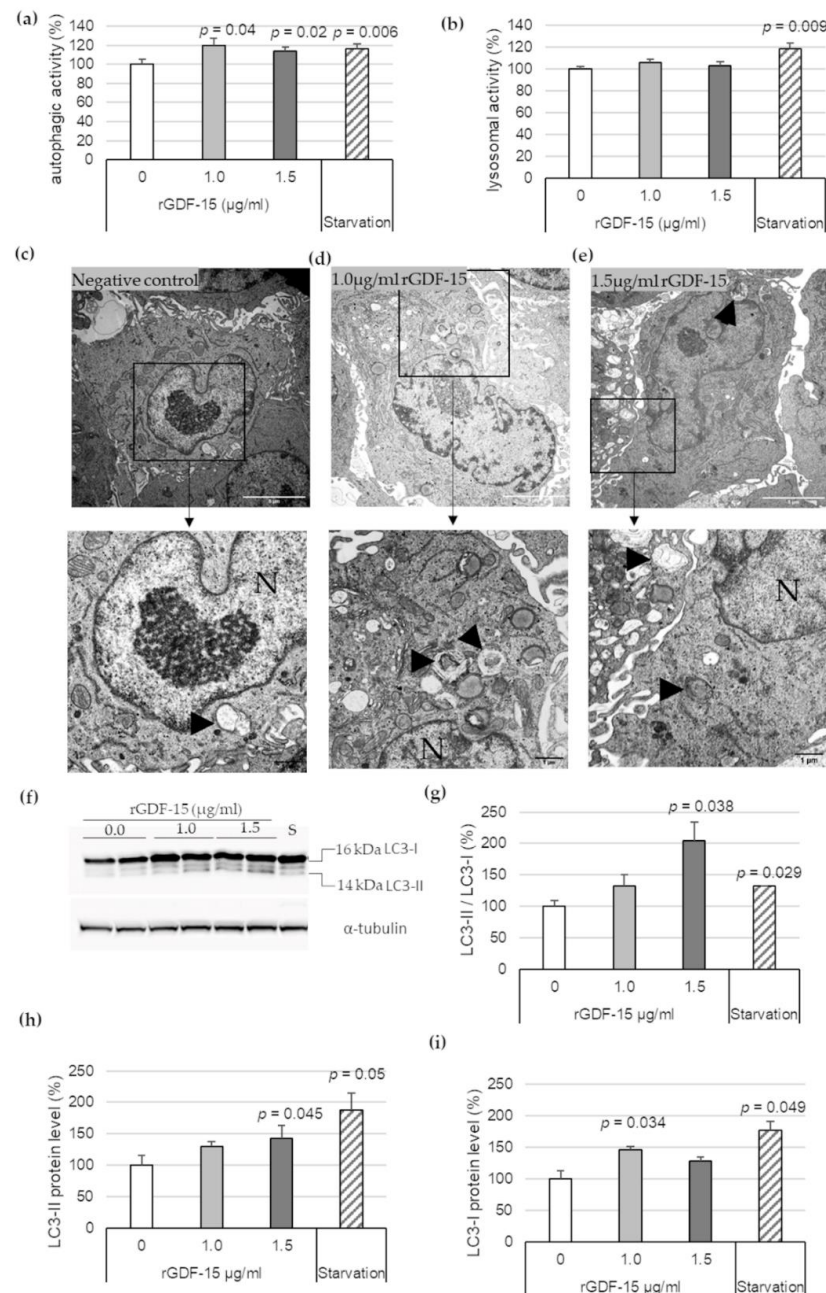 (a)
autophagic activity (%)
140
120
100
80
60
40
20
0
p = 0.04
p = 0.02
p = 0.006
0
1.0
1.5
rGDF-15 (µg/ml)
Starvation
(b)
lysosomal activity (%)
140
120
100
80
60
40
20
0
p = 0.009
0
1.0
1.5
rGDF-15 (µg/ml)
Starvation
(c)
Negative control
(d)
1.0µg/ml rGDF-15
(e)
1.5µg/ml rGDF-15
N
N
N
1 µm
(f)
rGDF-15 (µg/ml)
0.0 1.0 1.5 S
16 kDa LC3-I
14 kDa LC3-II
α-tubulin
(g)
LC3-II / LC3-I (%)
250
200
150
100
50
0
p = 0.038
p = 0.029
0
1.0
1.5
rGDF-15 µg/ml
Starvation
(h)
LC3-II protein level (%)
250
200
150
100
50
0
p = 0.045
p = 0.05
0
1.0
1.5
rGDF-15 µg/ml
Starvation
(i)
LC3-I protein level (%)
250
200
150
100
50
0
p = 0.034
p = 0.049
0
1.0
1.5
rGDF-15 µg/ml
Starvation